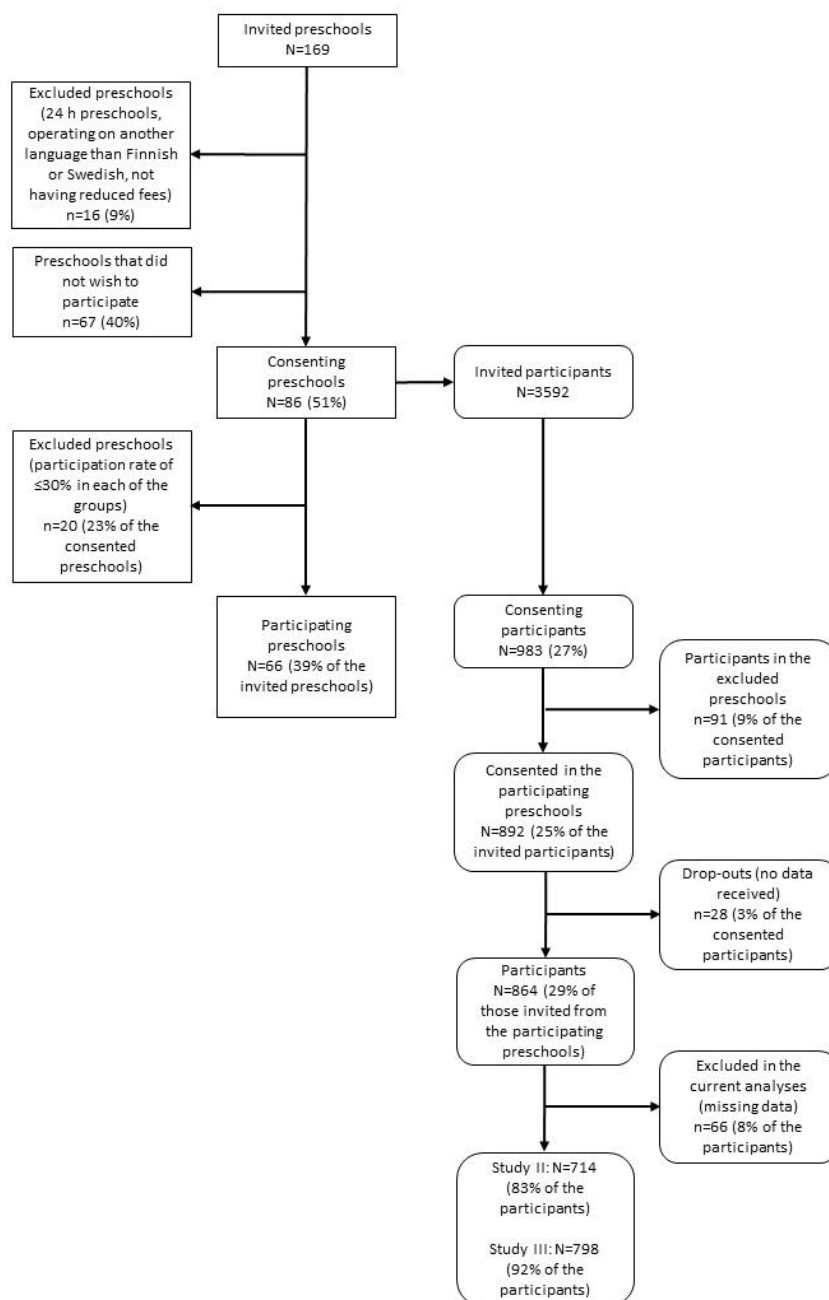 Invited preschools
N=169
Excluded preschools
(24 h preschools,
operating on another
language than Finnish
or Swedish, not
having reduced fees)
n=16 (9%)
Preschools that did
not wish to
participate
n=67 (40%)
Consenting
preschools
N=86 (51%)
Invited participants
N=3592
Excluded preschools
(participation rate of
≤30% in each of the
groups)
n=20 (23% of the
consented
preschools)
Participating
preschools
N=66 (39% of the
invited preschools)
Consenting
participants
N=983 (27%)
Participants in the
excluded
preschools
n=91 (9% of the
consented
participants)
Consented in the
participating
preschools
N=892 (25% of the
invited participants)
Drop-outs (no data
received)
n=28 (3% of the
consented
participants)
Participants
N=864 (29% of
those invited from
the participating
preschools)
Excluded in the
current analyses
(missing data)
n=66 (8% of the
participants)
Study II: N=714
(83% of the
participants)
Study III: N=798
(92% of the
participants)